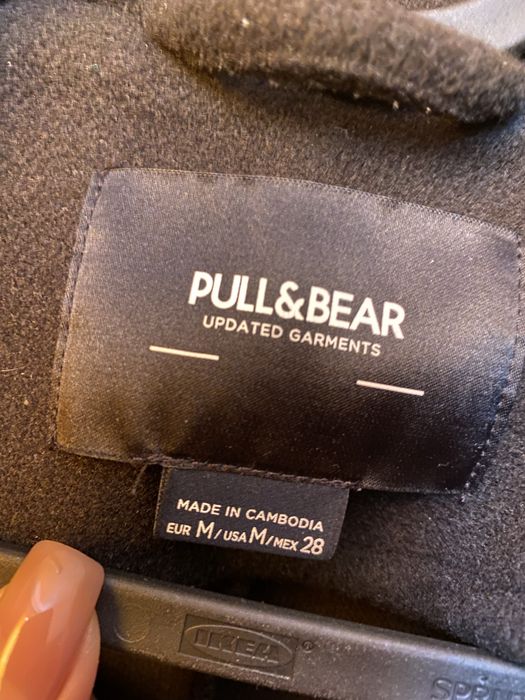 PULL&BEAR
UPDATED GARMENTS
MADE IN CAMBODIA
EUR M/USA M/MEX 28
IKEA®